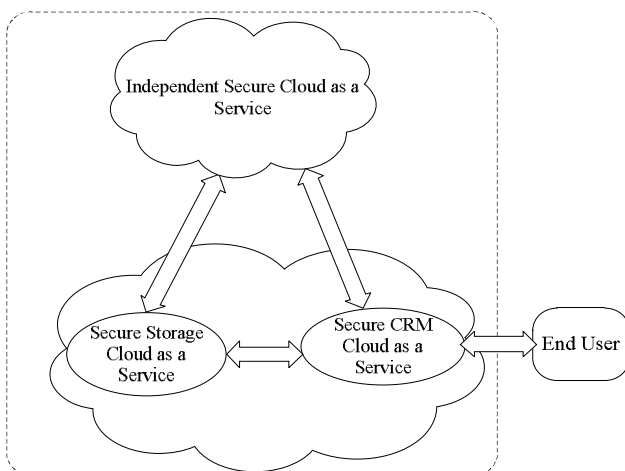 Independent Secure Cloud as a
Service
Secure Storage
Cloud as a
Service
Secure CRM
Cloud as a
Service
End User